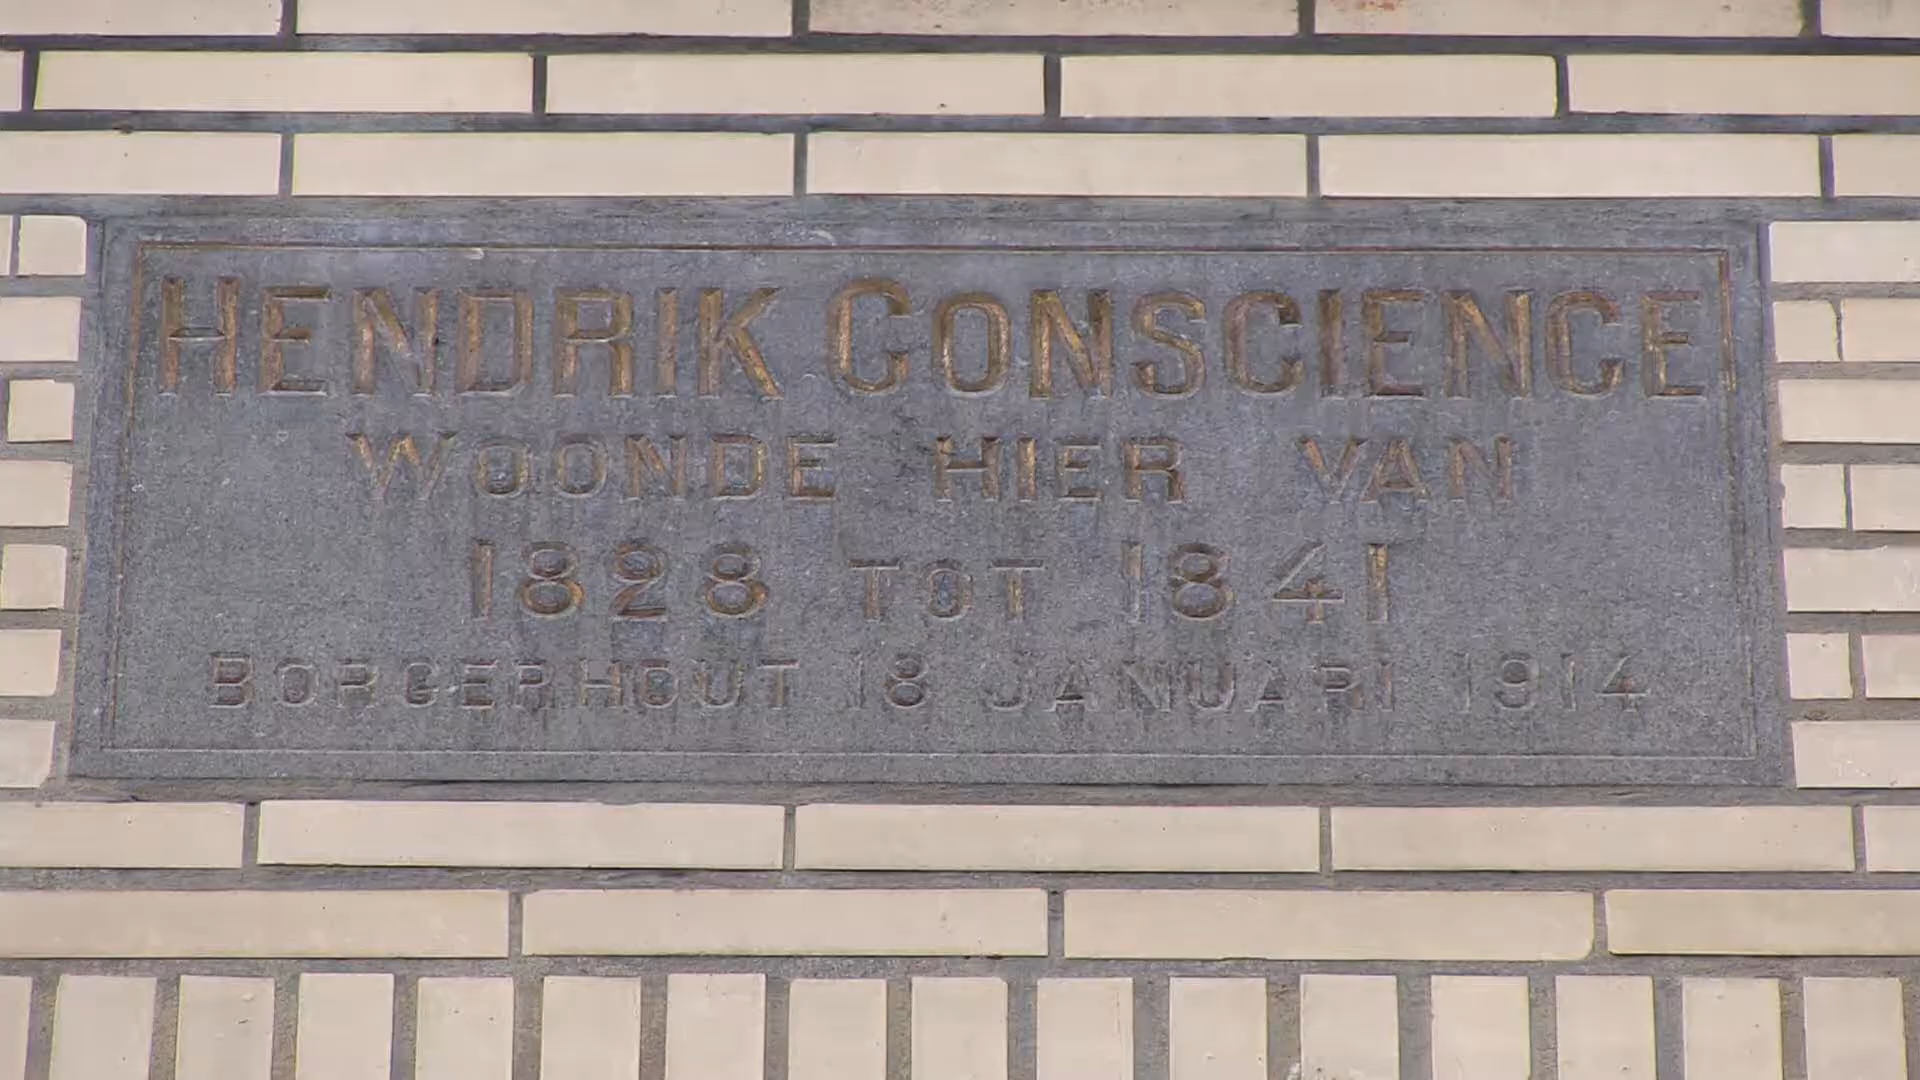 HENDRIK CONSCIENCE
WOONDE HIER VAN
1828 TOT 1841
BORGERHOUT 18 JANUARI 1914